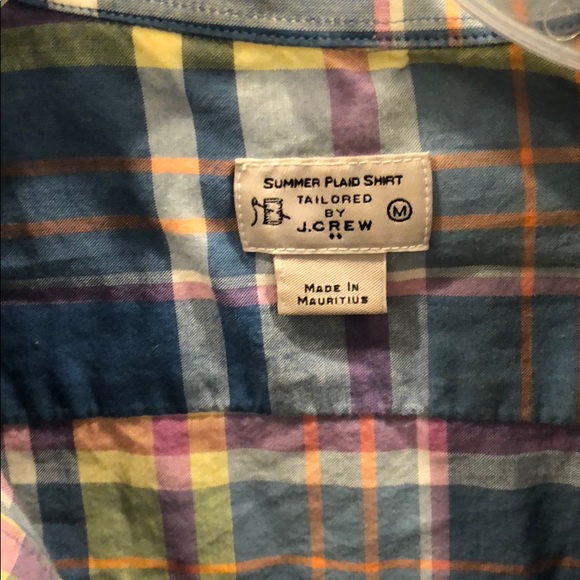 SUMMER PLAID SHIRT
TAILORED
BY
M
J.CREW
MADE IN
MAURITIUS